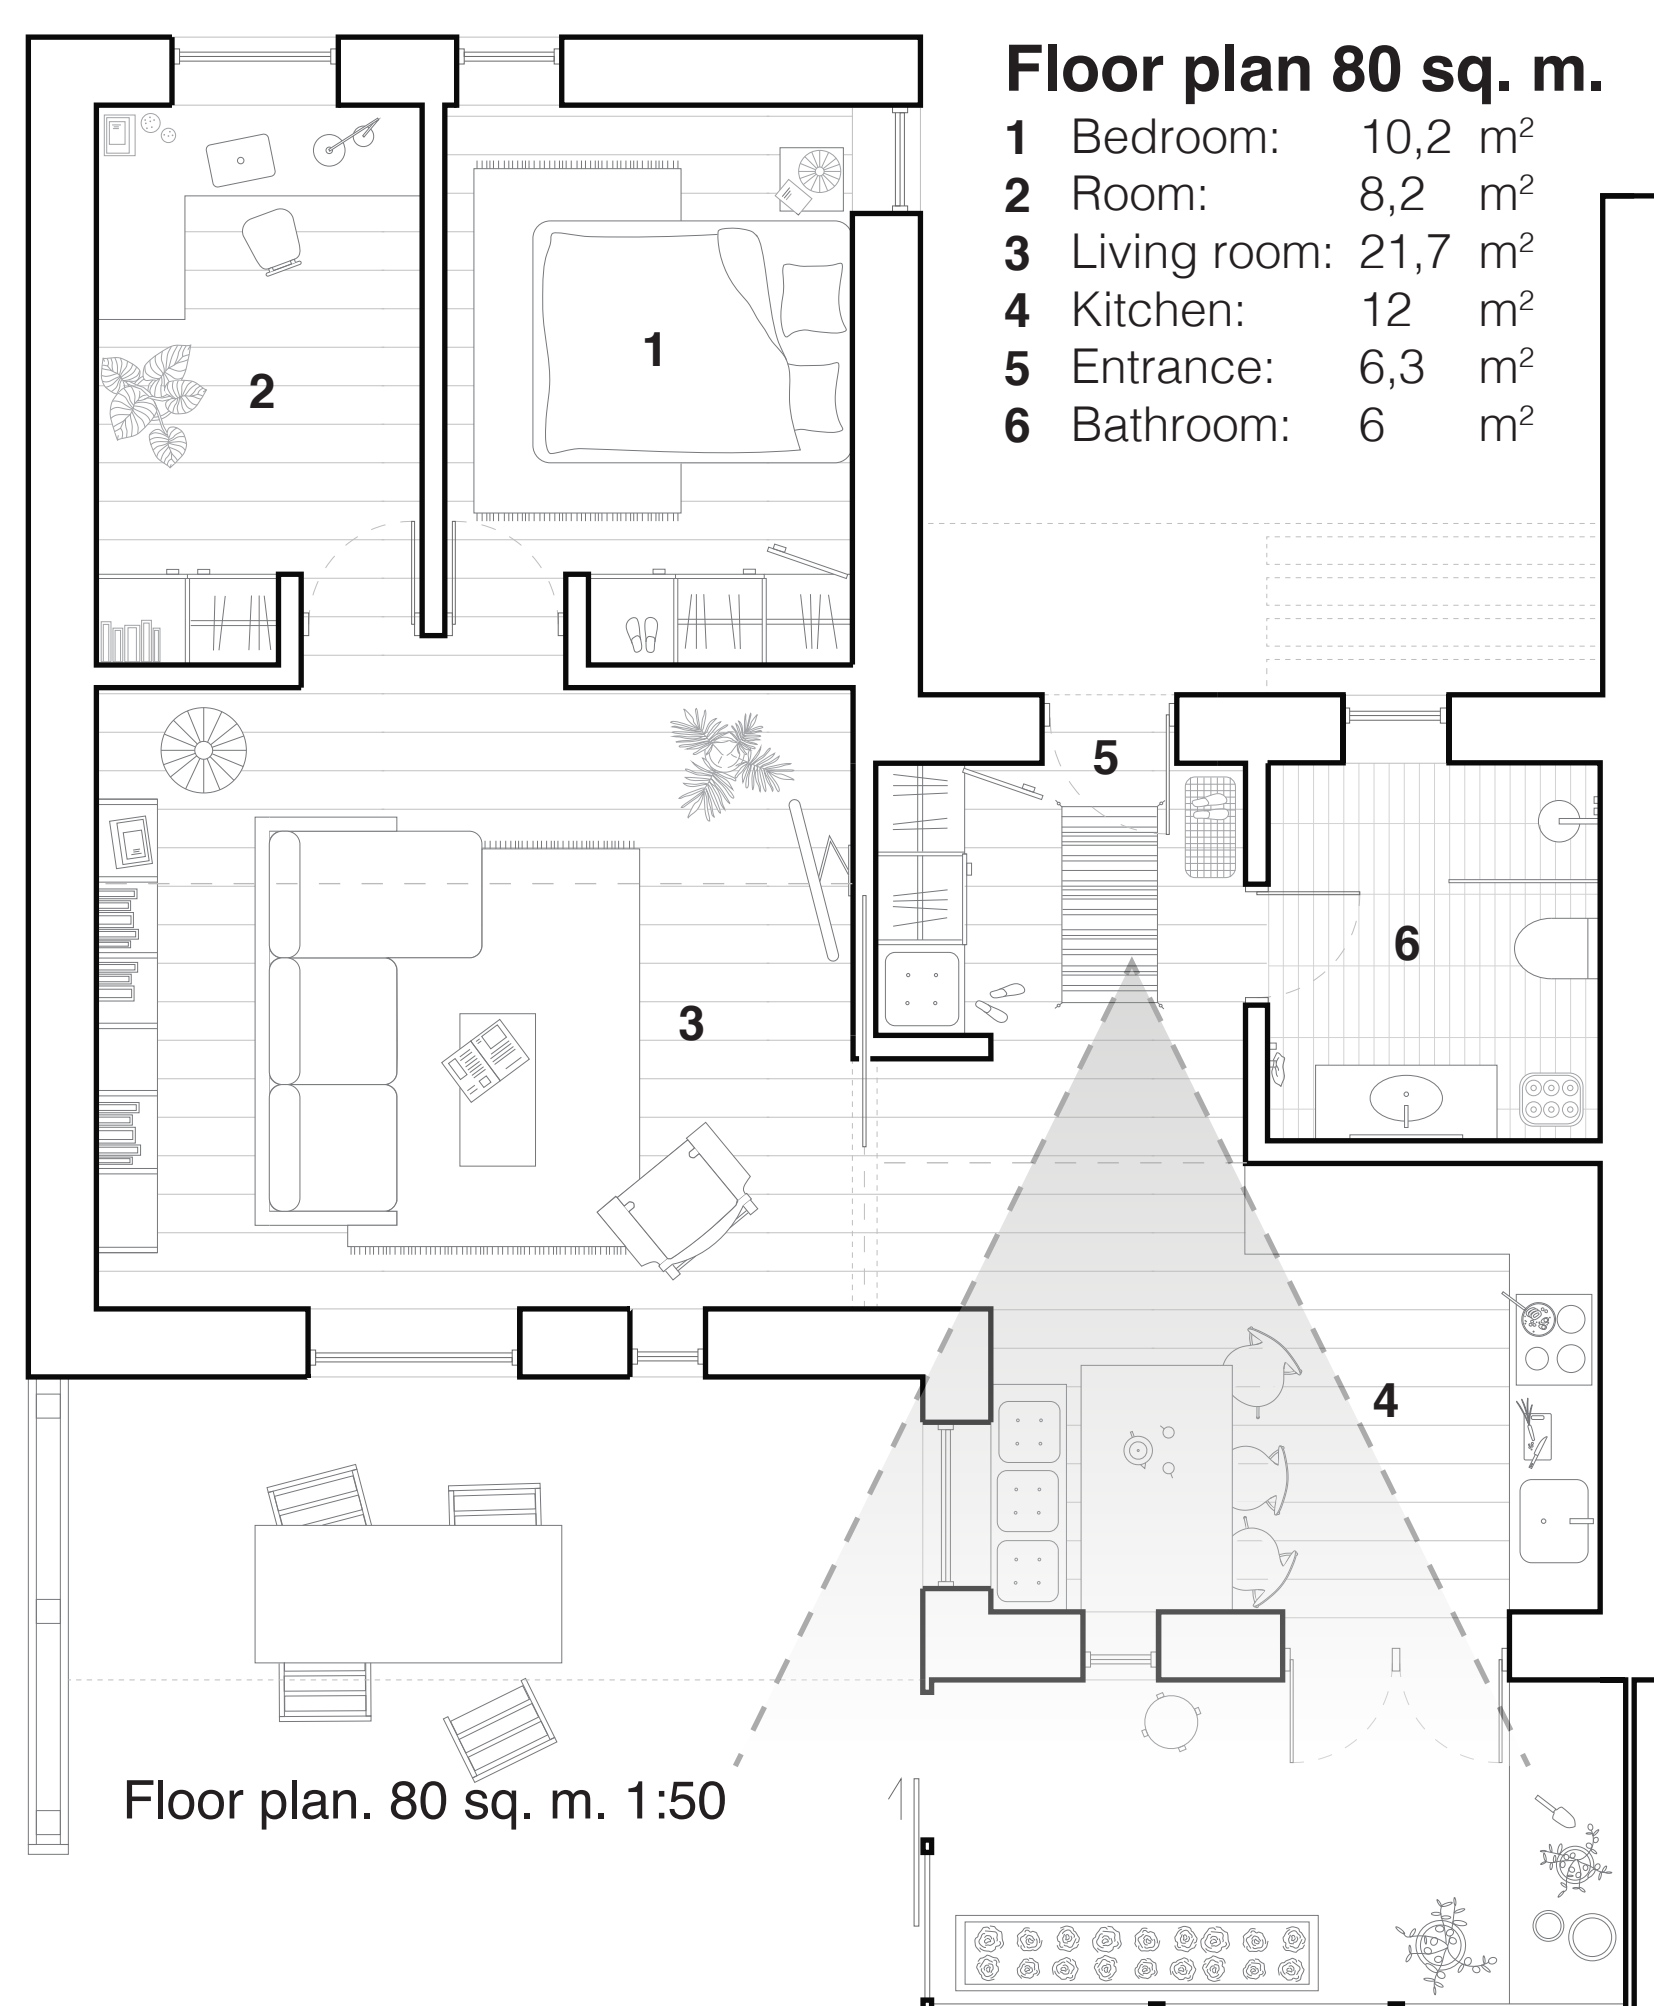 Floor plan 80 sq. m.
1 Bedroom: 10,2 m²
2 Room: 8,2 m²
3 Living room: 21,7 m²
4 Kitchen: 12 m²
5 Entrance: 6,3 m²
6 Bathroom: 6 m²
1
2
5
6
3
4
Floor plan. 80 sq. m. 1:50